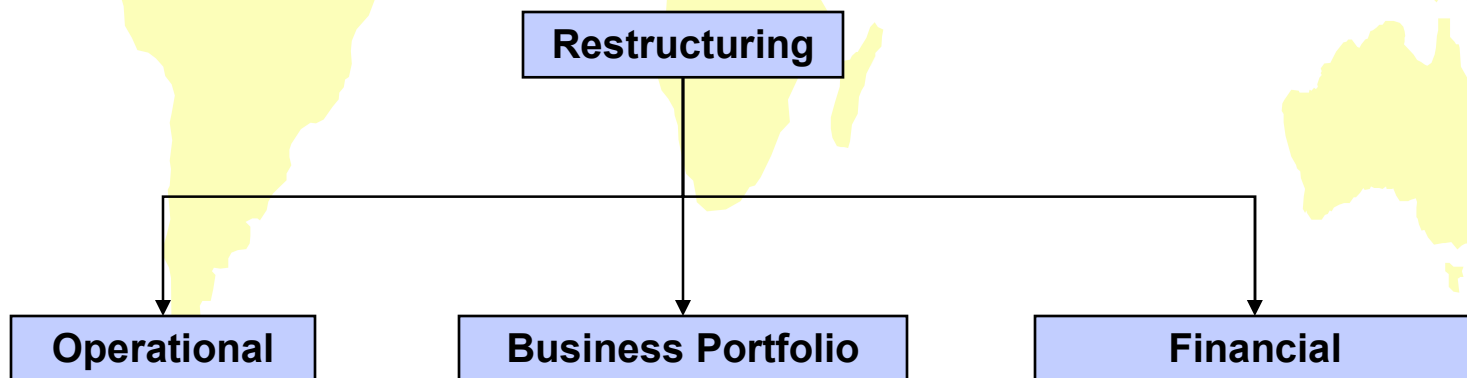 Restructuring
Operational
Business Portfolio
Financial